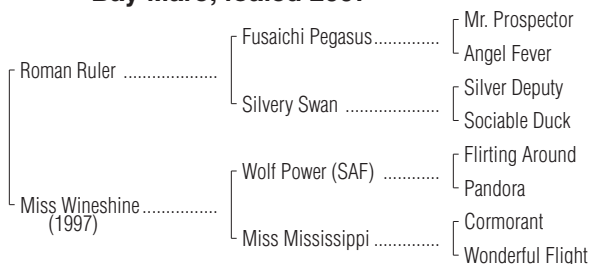 Fusaichi Pegasus............. Mr. Prospector
Angel Fever
Roman Ruler ...................
Silvery Swan ................... Silver Deputy
Sociable Duck
Wolf Power (SAF) ............ Flirting Around
Pandora
Miss Wineshine................
(1997)
Miss Mississippi .............. Cormorant
Wonderful Flight